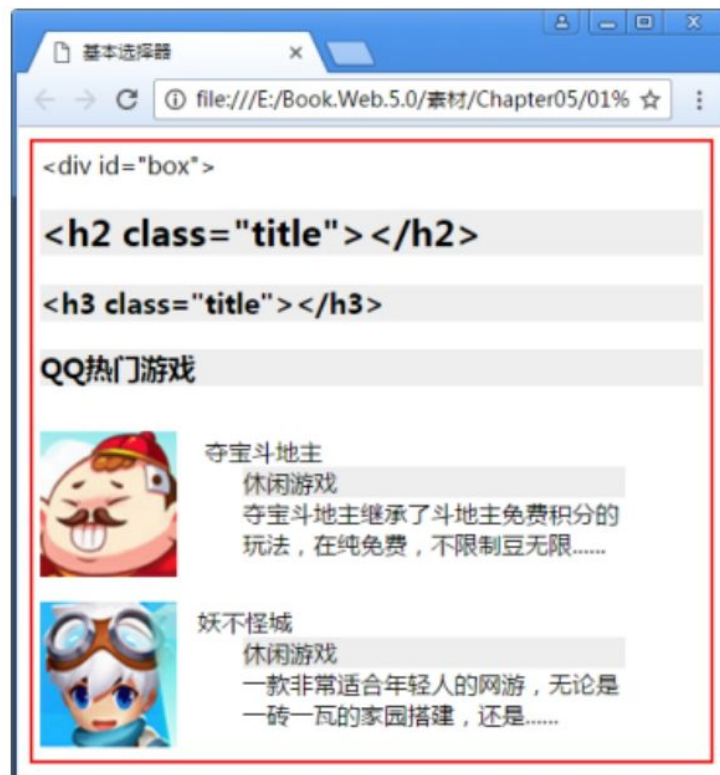 基本选择器
file:///E:/Book.Web.5.0/素材/Chapter05/01%
<div id="box">
<h2 class="title"></h2>
<h3 class="title"></h3>
QQ热门游戏
夺宝斗地主
休闲游戏
夺宝斗地主继承了斗地主免费积分的
玩法，在纯免费，不限制豆无限......
妖不怪城
休闲游戏
一款非常适合年轻人的网游，无论是
一砖一瓦的家园搭建，还是......